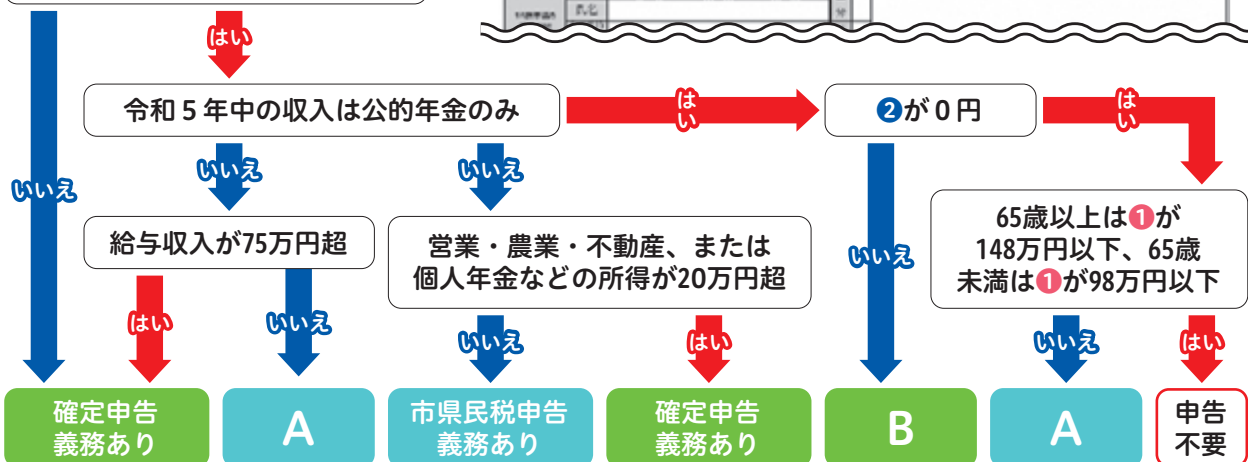 氏名
はい
令和5年中の収入は公的年金のみ
はい
❷が0円
はい
いいえ
いいえ
いいえ
給与収入が75万円超
営業・農業・不動産、または
個人年金などの所得が20万円超
いいえ
65歳以上は❶が
148万円以下、65歳
未満は❶が98万円以下
はい
いいえ
いいえ
はい
いいえ
はい
確定申告
義務あり
A
市県民税申告
義務あり
確定申告
義務あり
B
A
申告
不要